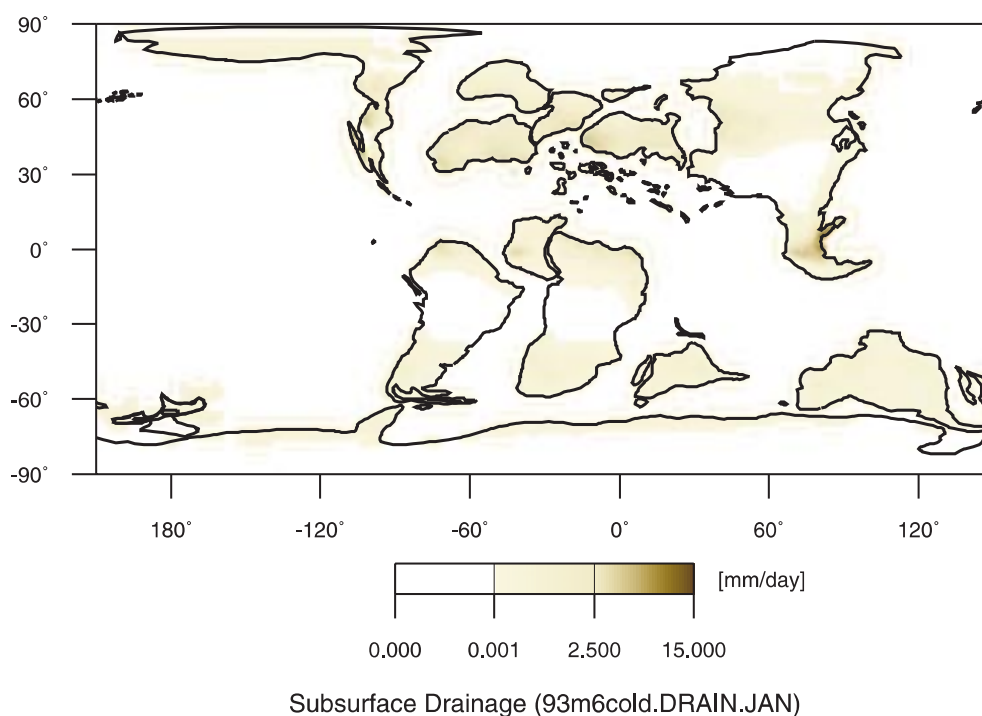 90˚
60˚
30˚
0˚
-30˚
-60˚
-90˚
180˚ -120˚ -60˚ 0˚ 60˚ 120˚
[mm/day]
0.000 0.001 2.500 15.000
Subsurface Drainage (93m6cold.DRAIN.JAN)